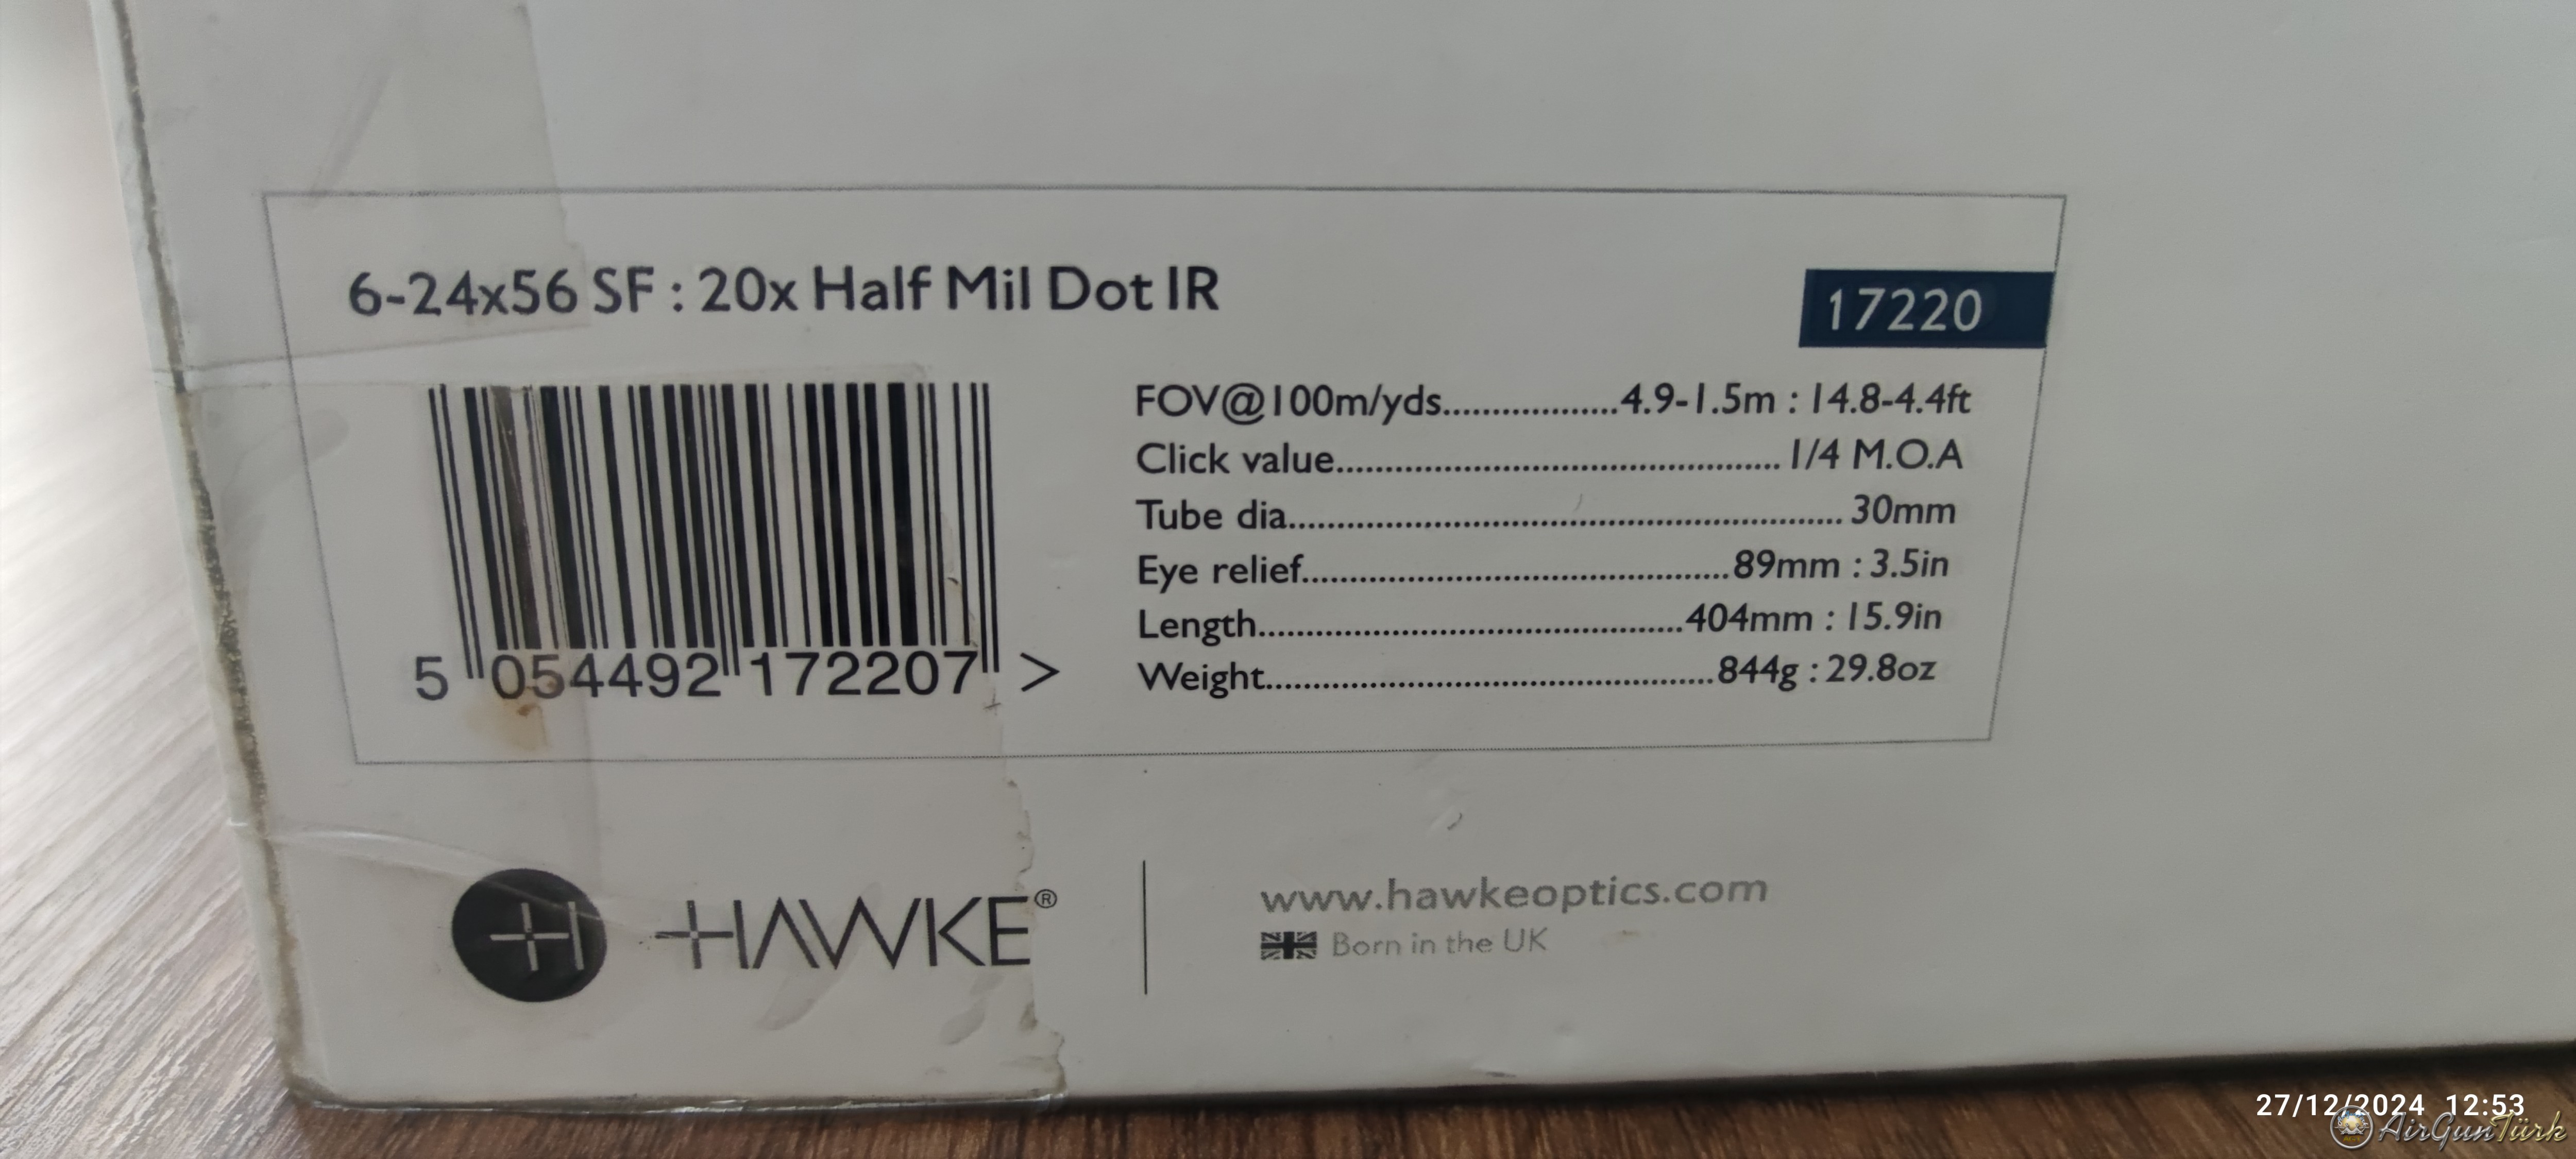 6-24x56 SF : 20x Half Mil Dot IR
17220
FOV@100m/yds..................4.9-1.5m : 14.8-4.4ft
Click value.............................................. 1/4 M.O.A
Tube dia.......................................................... 30mm
Eye relief............................................89mm : 3.5in
Length............................................404mm : 15.9in
Weight..............................................844g : 29.8oz
5 054492 172207 >
HAWKE®
www.hawkeoptics.com
Born in the UK
27/12/2024 12:53
AirGunTürk